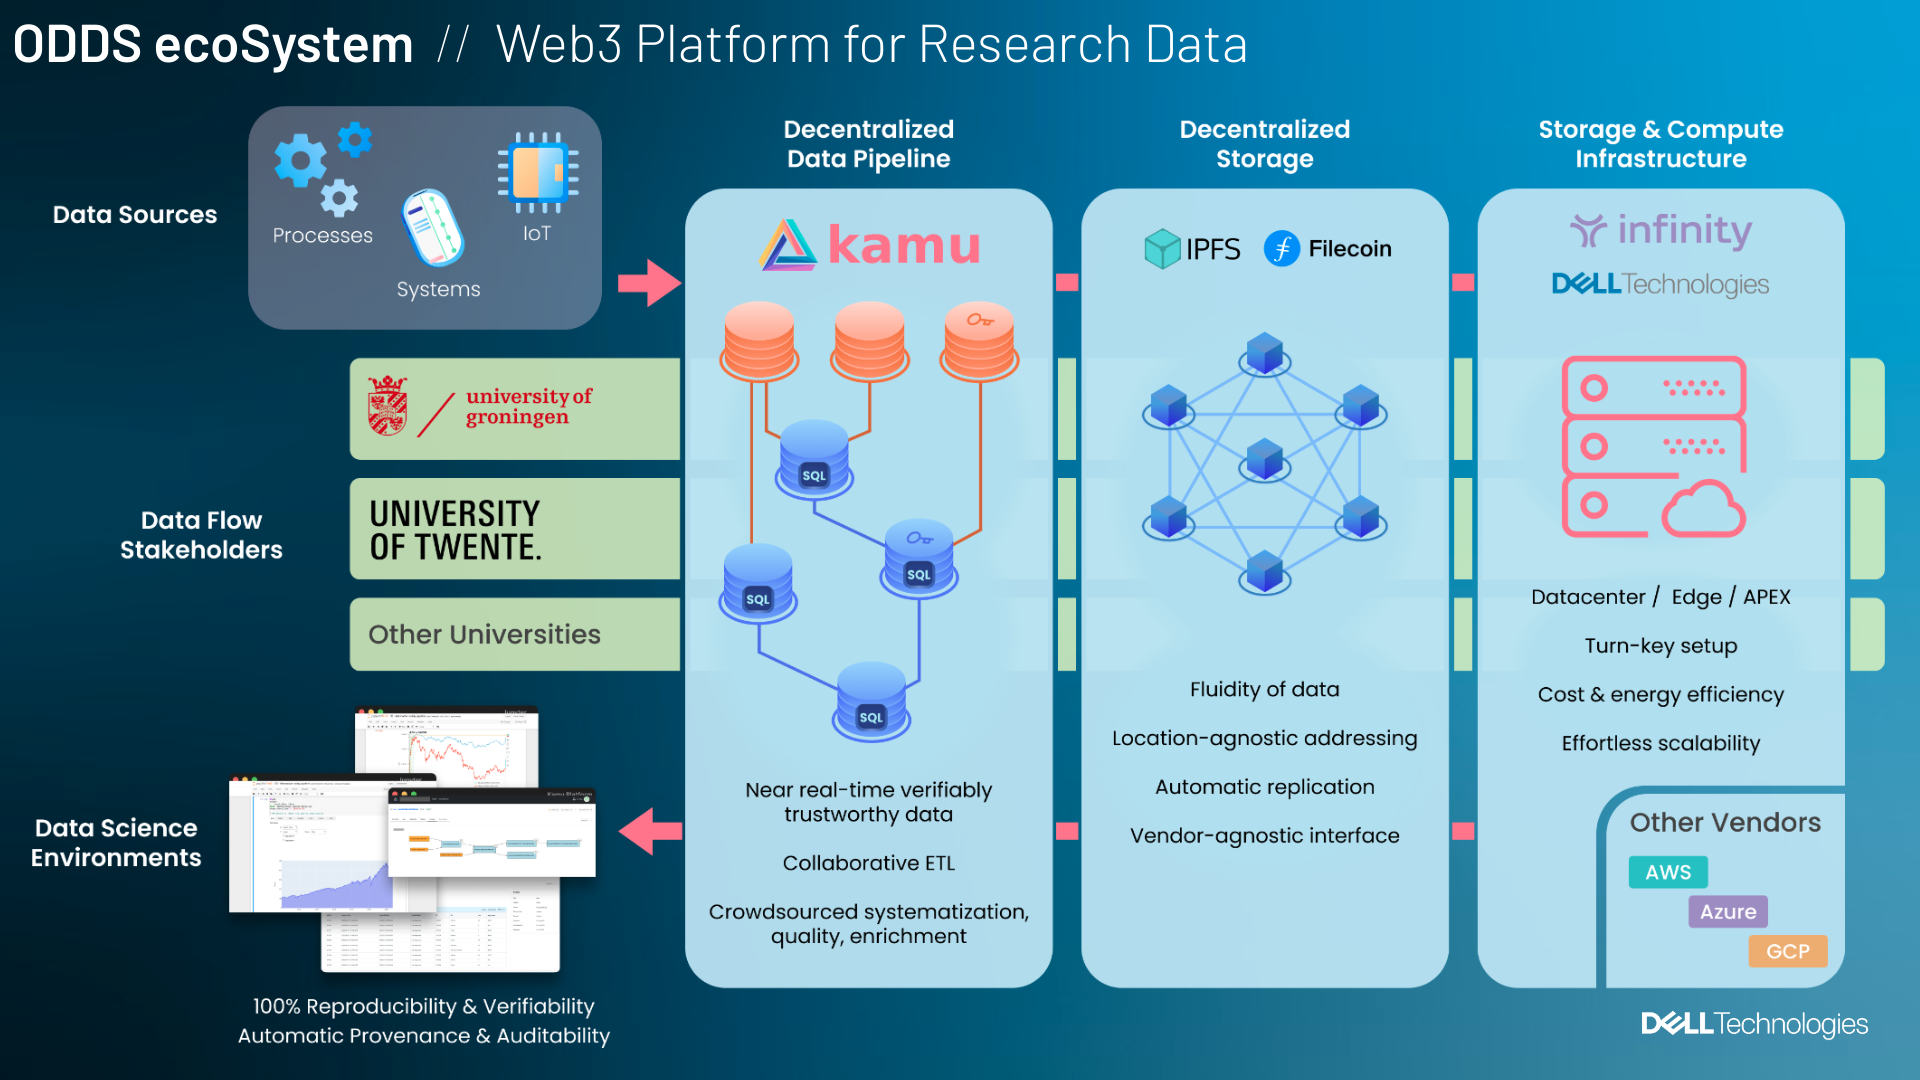 ODDS ecoSystem // Web3 Platform for Research Data
Data Sources
Processes
Systems
IoT
Decentralized
Data Pipeline
kamu
SQL
SQL
SQL
SQL
Near real-time verifiably
trustworthy data
Collaborative ETL
Crowdsourced systematization,
quality, enrichment
Decentralized
Storage
IPFS
Filecoin
Fluidity of data
Location-agnostic addressing
Automatic replication
Vendor-agnostic interface
Storage & Compute
Infrastructure
infinity
DELL Technologies
Datacenter / Edge / APEX
Turn-key setup
Cost & energy efficiency
Effortless scalability
Other Vendors
AWS
Azure
GCP
Data Flow
Stakeholders
university of
groningen
UNIVERSITY
OF TWENTE.
Other Universities
Data Science
Environments
100% Reproducibility & Verifiability
Automatic Provenance & Auditability
DELL Technologies